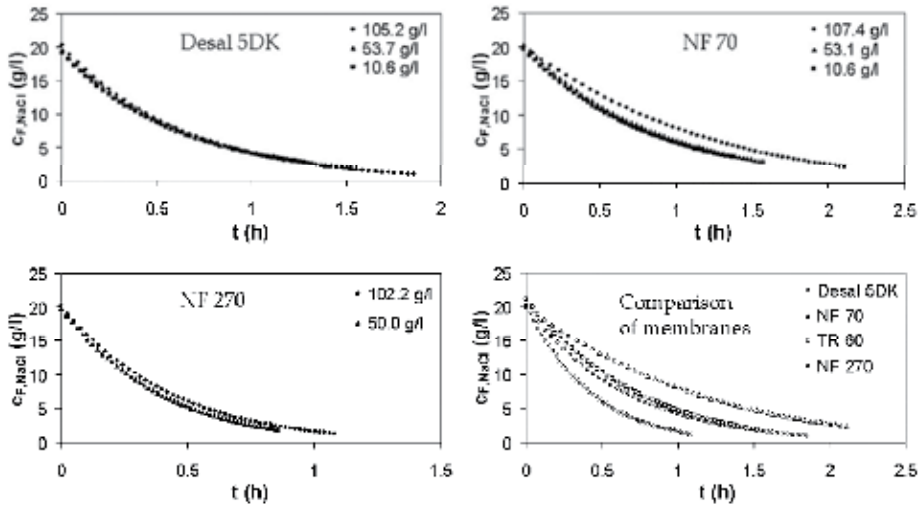 Desal 5DK
105.2 g/l
53.7 g/l
10.6 g/l
cF,NaCl (g/l)
25
20
15
10
5
0
0 0.5 1 1.5 2
t (h)
NF 70
107.4 g/l
53.1 g/l
10.6 g/l
cF,NaCl (g/l)
25
20
15
10
5
0
0 0.5 1 1.5 2 2.5
t (h)
NF 270
102.2 g/l
50.0 g/l
cF,NaCl (g/l)
25
20
15
10
5
0
0 0.5 1 1.5
t (h)
Comparison
of membranes
Desal 5DK
NF 70
TR 60
NF 270
cF,NaCl (g/l)
25
20
15
10
5
0
0 0.5 1 1.5 2 2.5
t (h)